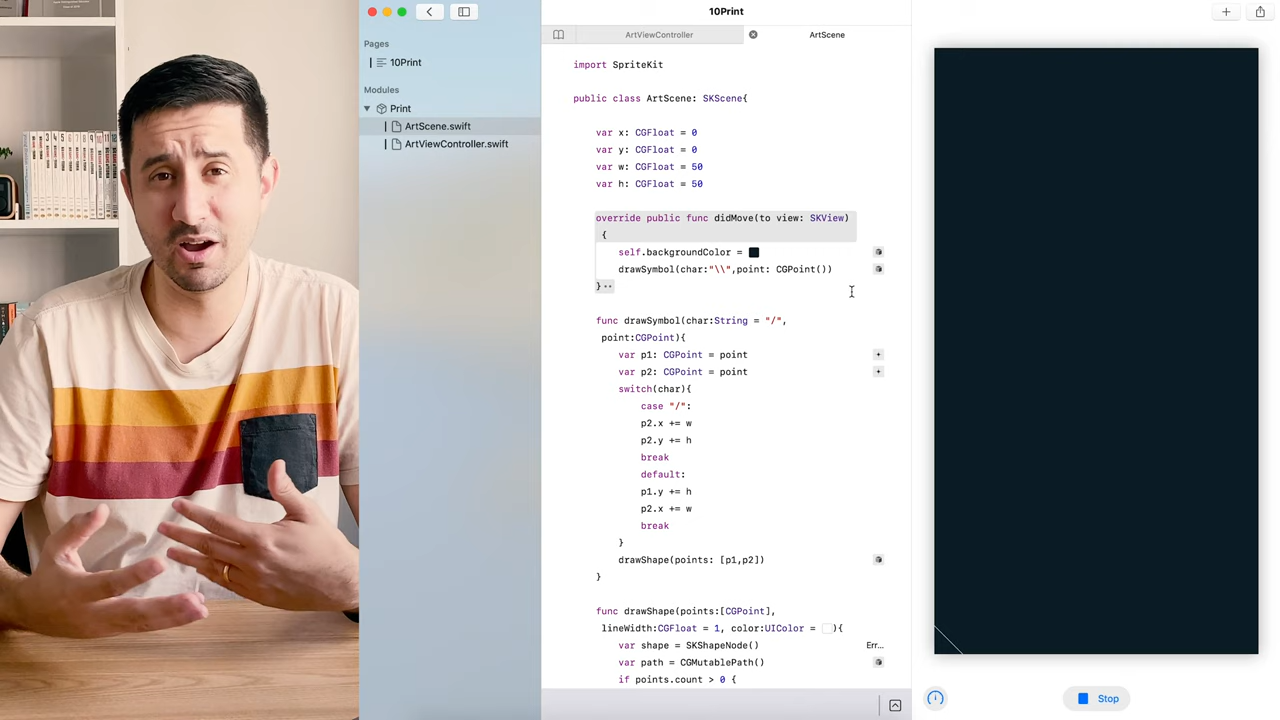 10Print
ArtViewController
ArtScene
Pages
10Print
Modules
Print
ArtScene.swift
ArtViewController.swift
import SpriteKit
public class ArtScene: SKScene{
var x: CGFloat = 0
var y: CGFloat = 0
var w: CGFloat = 50
var h: CGFloat = 50
override public func didMove(to view: SKView)
{
self.backgroundColor =
drawSymbol(char:"\\",point: CGPoint())
}
func drawSymbol(char:String = "/",
point:CGPoint){
var p1: CGPoint = point
var p2: CGPoint = point
switch(char){
case "/":
p2.x += w
p2.y += h
break
default:
p1.y += h
p2.x += w
break
}
drawShape(points: [p1,p2])
}
func drawShape(points:[CGPoint],
lineWidth:CGFloat = 1, color:UIColor = ){
var shape = SKShapeNode()
Err...
var path = CGMutablePath()
if points.count > 0 {
Stop